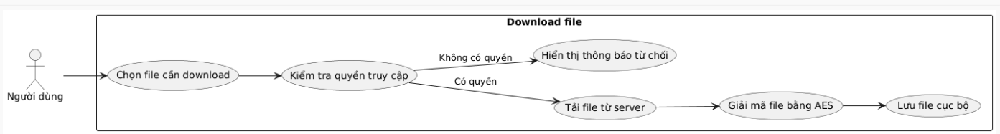 Download file
Người dùng
Chọn file cần download
Kiểm tra quyền truy cập
Không có quyền
Hiển thị thông báo từ chối
Có quyền
Tải file từ server
Giải mã file bằng AES
Lưu file cục bộ